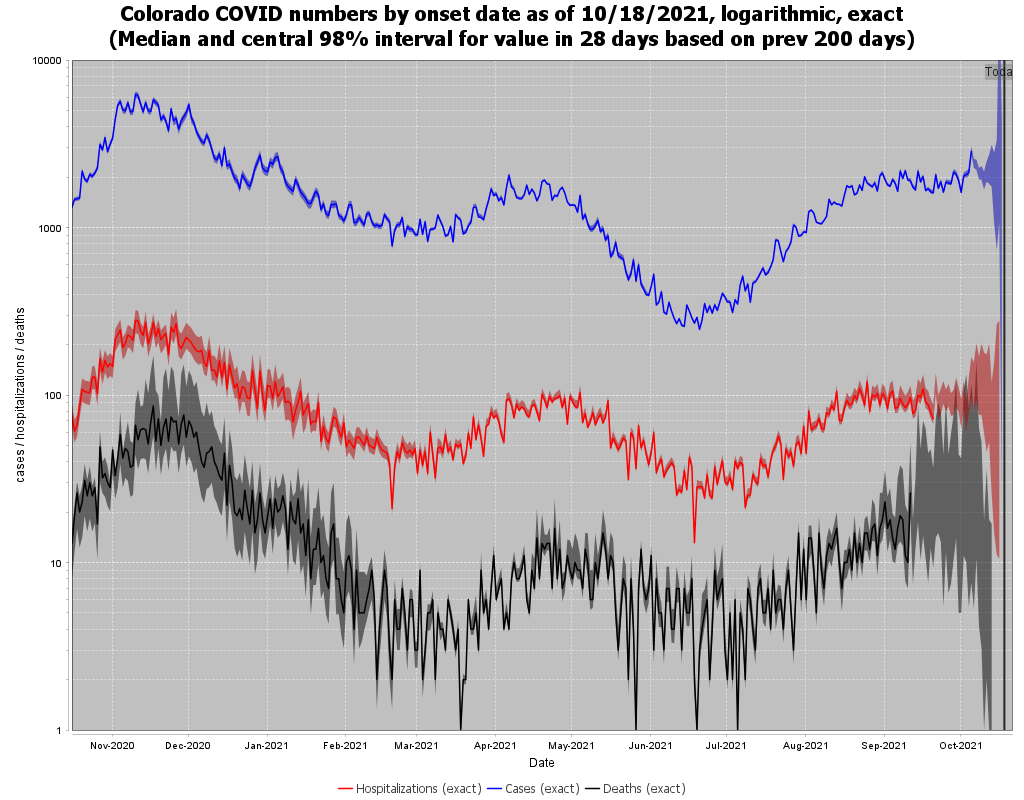 Colorado COVID numbers by onset date as of 10/18/2021, logarithmic, exact
(Median and central 98% interval for value in 28 days based on prev 200 days)
Toda
cases / hospitalizations / deaths
10000
1000
100
10
1
Nov-2020 Dec-2020 Jan-2021 Feb-2021 Mar-2021 Apr-2021 May-2021 Jun-2021 Jul-2021 Aug-2021 Sep-2021 Oct-2021
Date
Hospitalizations (exact) Cases (exact) Deaths (exact)